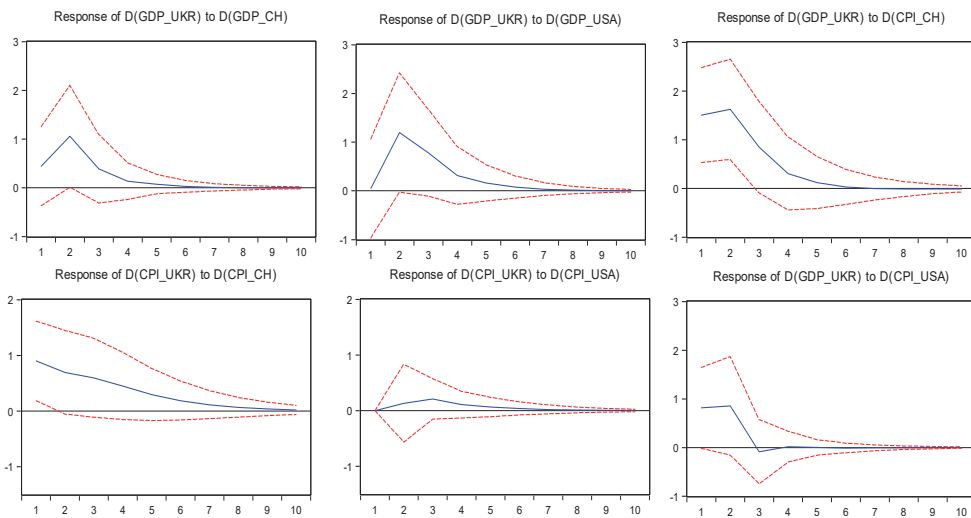 Response of D(GDP_UKR) to D(GDP_CH)
3
2
1
0
-1
1 2 3 4 5 6 7 8 9 10
Response of D(GDP_UKR) to D(GDP_USA)
3
2
1
0
-1
1 2 3 4 5 6 7 8 9 10
Response of D(GDP_UKR) to D(CPI_CH)
3
2
1
0
-1
1 2 3 4 5 6 7 8 9 10
Response of D(CPI_UKR) to D(CPI_CH)
2
1
0
-1
1 2 3 4 5 6 7 8 9 10
Response of D(CPI_UKR) to D(CPI_USA)
2
1
0
-1
1 2 3 4 5 6 7 8 9 10
Response of D(GDP_UKR) to D(CPI_USA)
3
2
1
0
-1
1 2 3 4 5 6 7 8 9 10